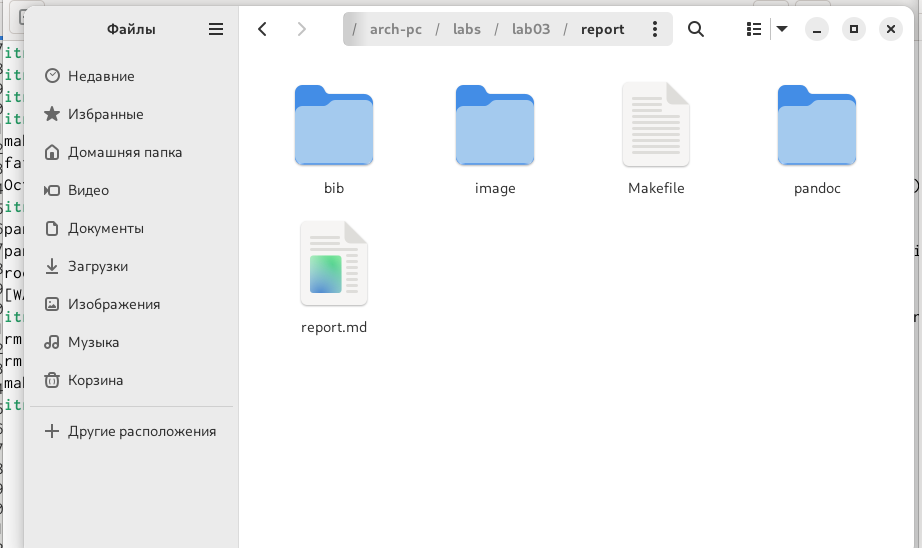 Файлы
/ arch-pc / labs / lab03 / report
Недавние
Избранные
Домашняя папка
Видео
Документы
Загрузки
Изображения
Музыка
Корзина
Другие расположения
bib
image
Makefile
pandoc
report.md